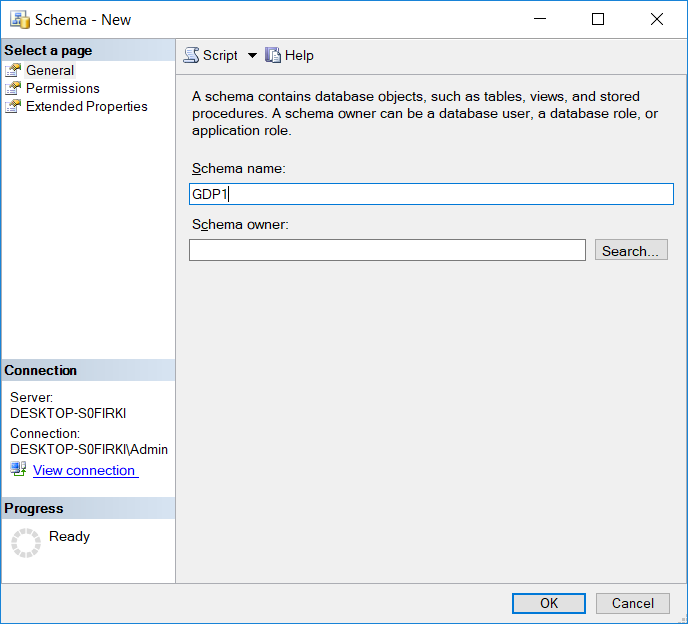 Schema - New
Select a page
General
Permissions
Extended Properties
Script
Help
A schema contains database objects, such as tables, views, and stored
procedures. A schema owner can be a database user, a database role, or
application role.
Schema name:
GDP1
Schema owner:
Search...
Connection
Server:
DESKTOP-S0FIRKI
Connection:
DESKTOP-S0FIRKI\Admin
View connection
Progress
Ready
OK
Cancel